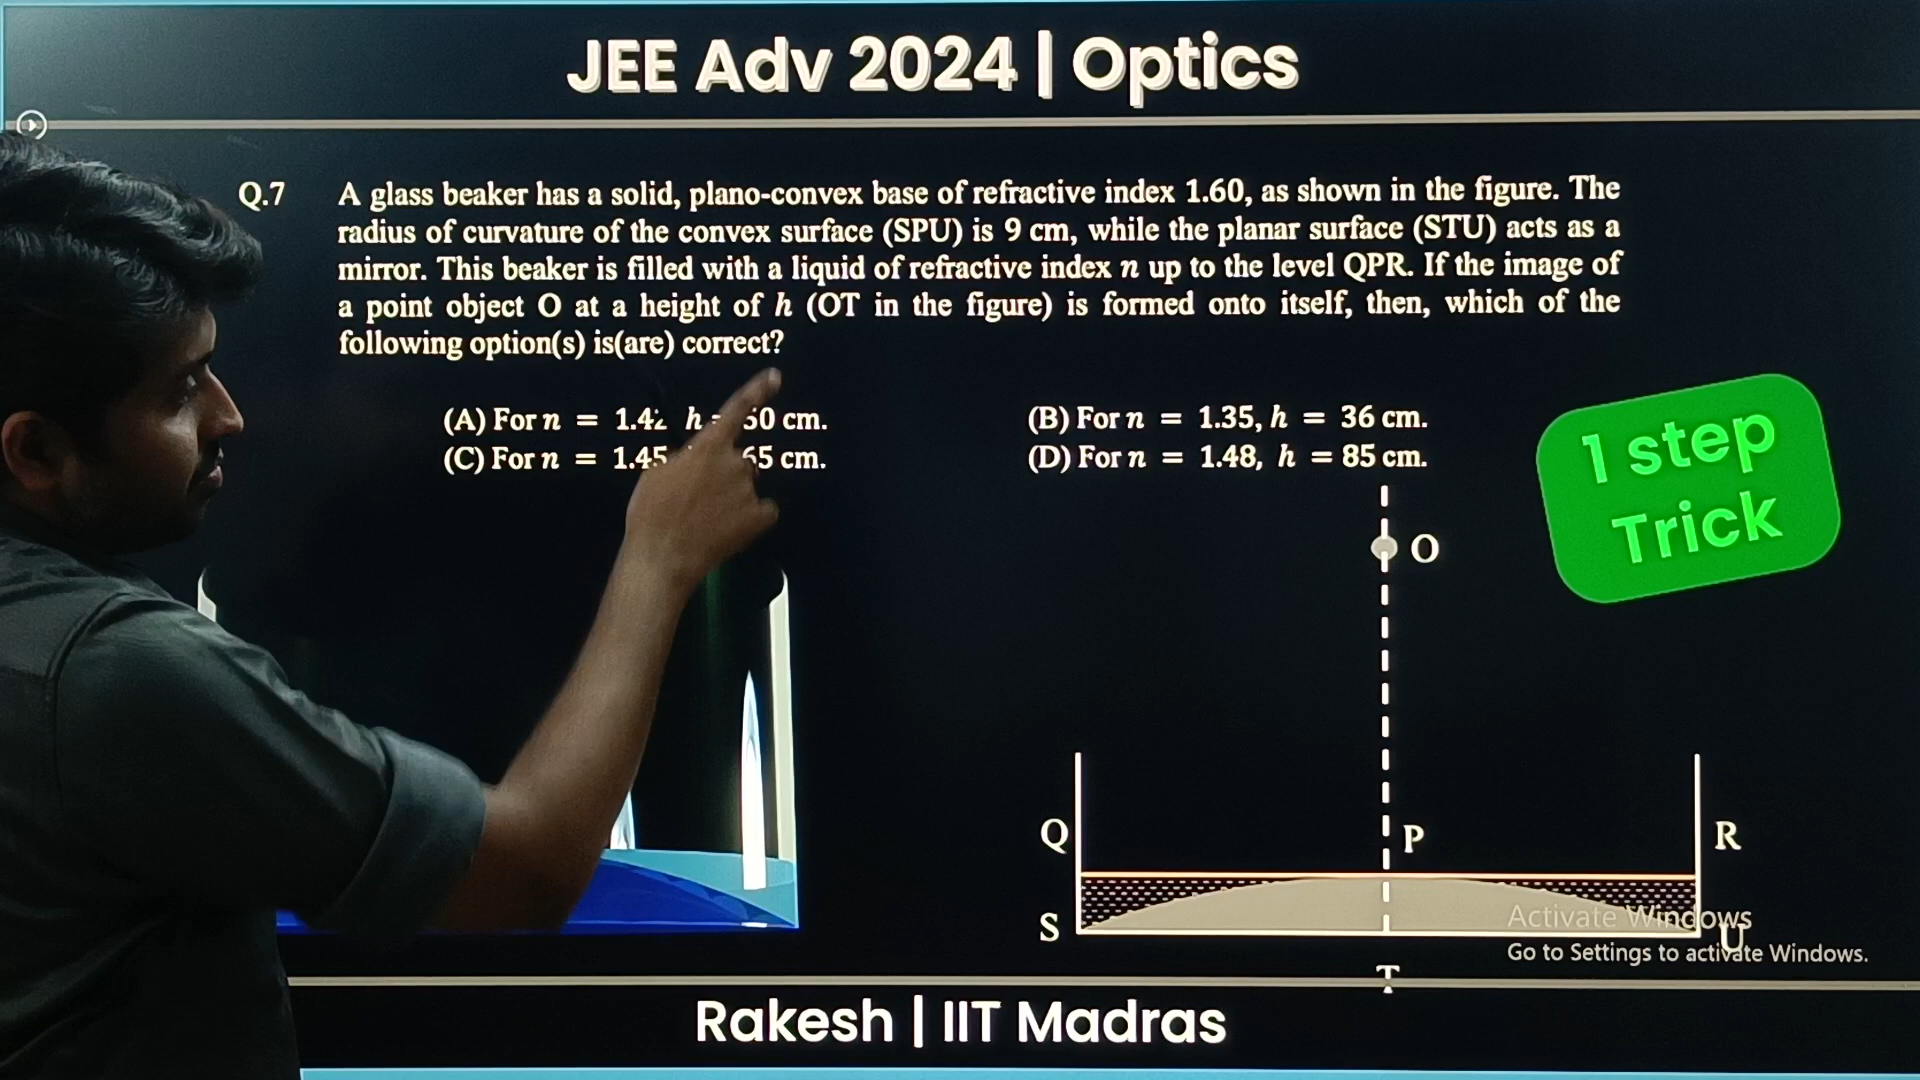 JEE Adv 2024 | Optics
Q.7 A glass beaker has a solid, plano-convex base of refractive index 1.60, as shown in the figure. The
radius of curvature of the convex surface (SPU) is 9 cm, while the planar surface (STU) acts as a
mirror. This beaker is filled with a liquid of refractive index n up to the level QPR. If the image of
a point object O at a height of h (OT in the figure) is formed onto itself, then, which of the
following option(s) is(are) correct?
(A) For n = h 50 cm. (B) For n = 1.35, h = 36 cm.
(C) For n = 1.45 65 cm. (D) For n = 1.48, h = 85 cm.
1 step
Trick
O
P
Q
R
S
U
T
Activate Windows
Go to Settings to activate Windows.
Rakesh | IIT Madras